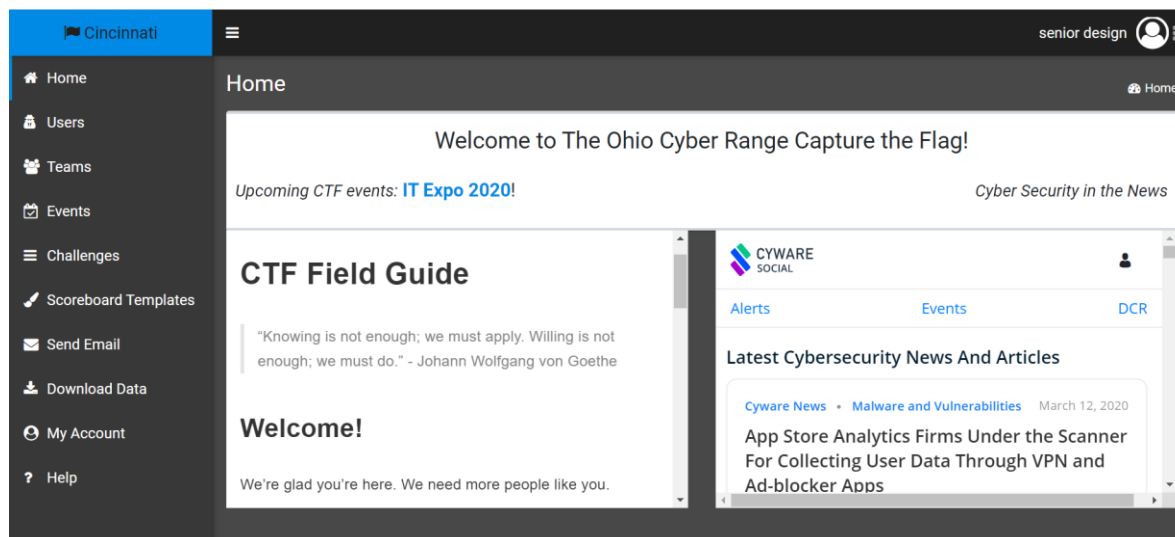 Cincinnati
senior design
Home
Users
Teams
Events
Challenges
Scoreboard Templates
Send Email
Download Data
My Account
? Help
Home
Home
Welcome to The Ohio Cyber Range Capture the Flag!
Upcoming CTF events: IT Expo 2020!
Cyber Security in the News
CTF Field Guide
“Knowing is not enough; we must apply. Willing is not
enough; we must do.” - Johann Wolfgang von Goethe
Welcome!
We’re glad you’re here. We need more people like you.
CYWARE
SOCIAL
Alerts Events DCR
Latest Cybersecurity News And Articles
Cyware News • Malware and Vulnerabilities March 12, 2020
App Store Analytics Firms Under the Scanner
For Collecting User Data Through VPN and
Ad-blocker Apps